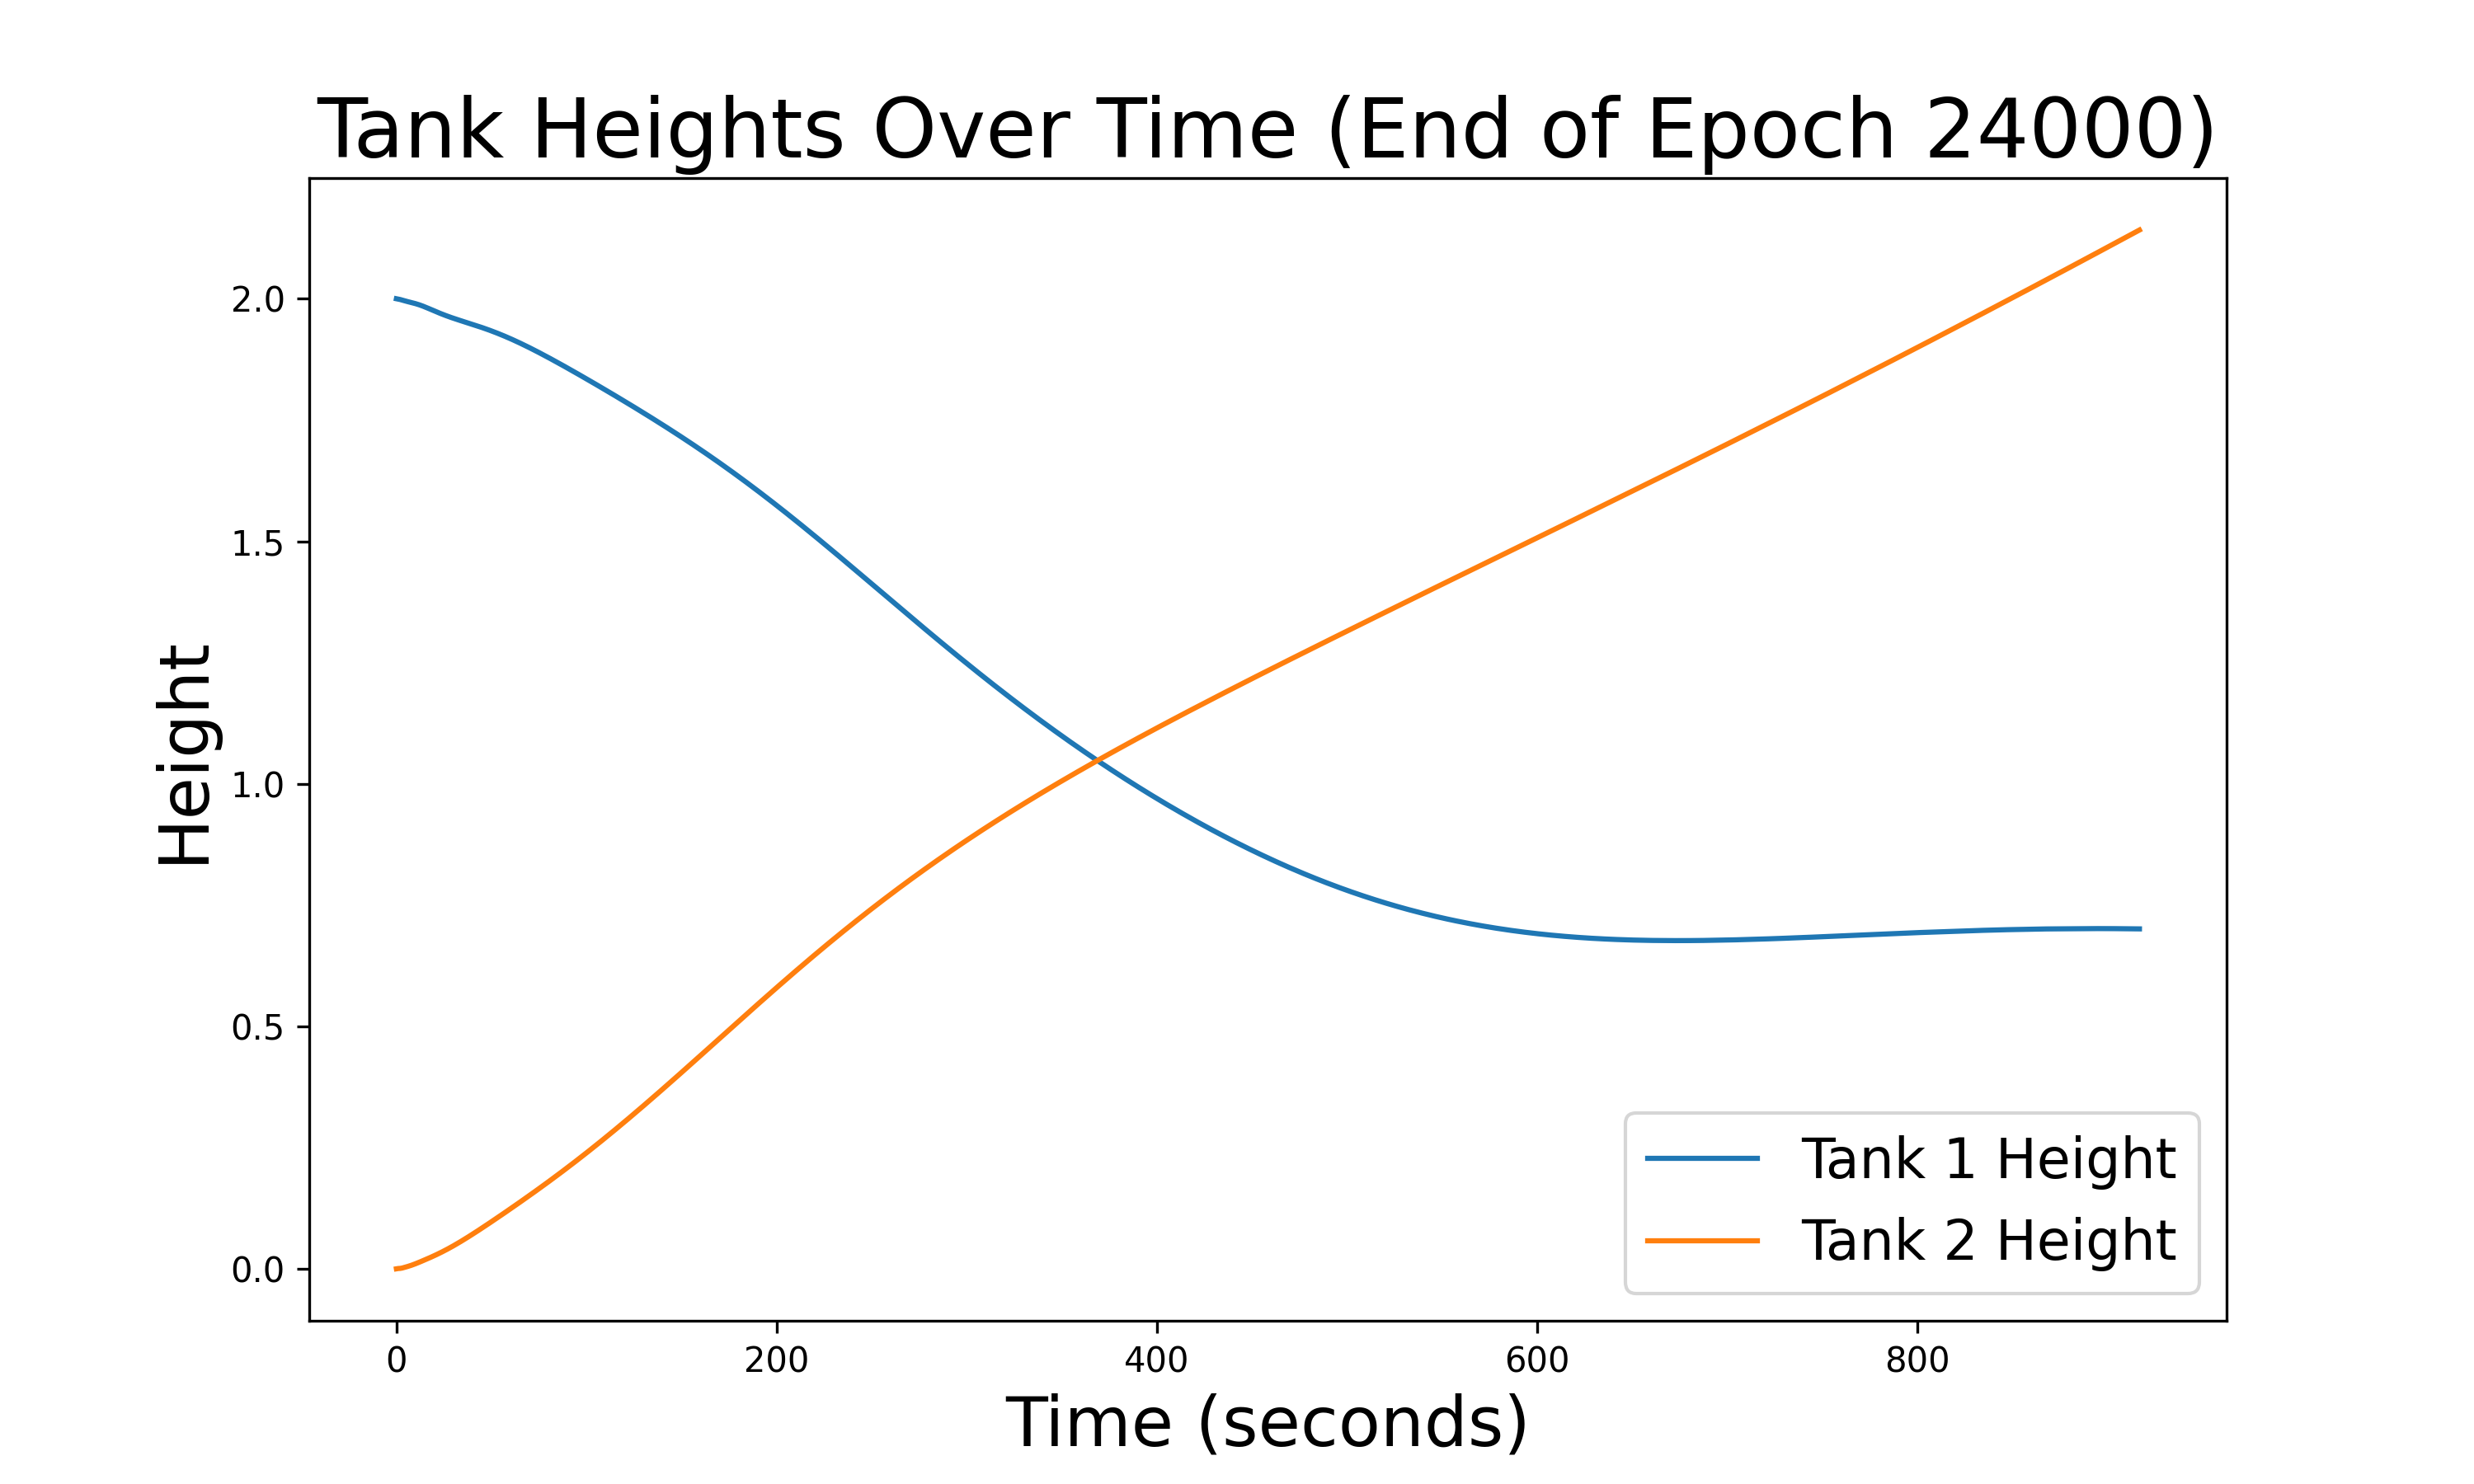 Tank Heights Over Time (End of Epoch 24000)
Height
2.0
1.5
1.0
0.5
0.0
Tank 1 Height
Tank 2 Height
0 200 400 600 800
Time (seconds)